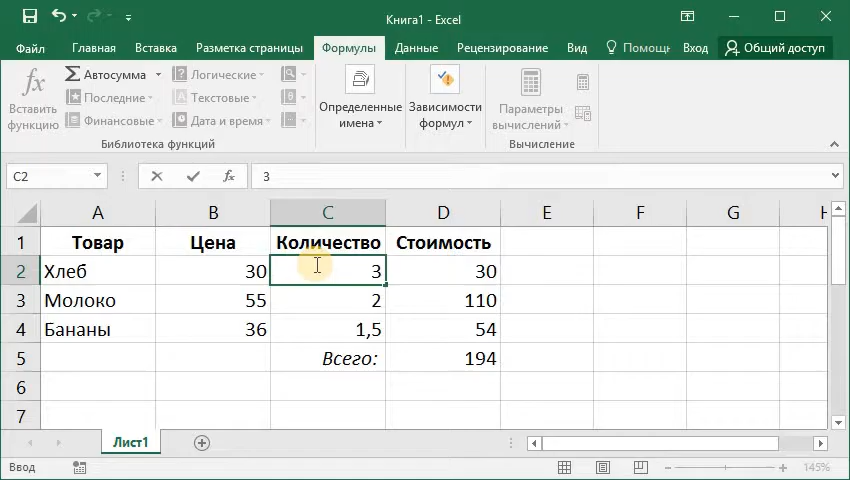 Книга1 - Excel
Файл Главная Вставка Разметка страницы Формулы Данные Рецензирование Вид Помощн Вход Общий доступ
fx Вставить функцию
Σ Автосумма
Последние
Финансовые
Логические
Текстовые
Дата и время
Определенные имена
Зависимости формул
Параметры вычислений
Библиотека функций Вычисление
C2 fx 3
A B C D E F G H
1 Товар Цена Количество Стоимость
2 Хлеб 30 3 30
3 Молоко 55 2 110
4 Бананы 36 1,5 54
5 Всего: 194
6
7
Лист1
Ввод 145%